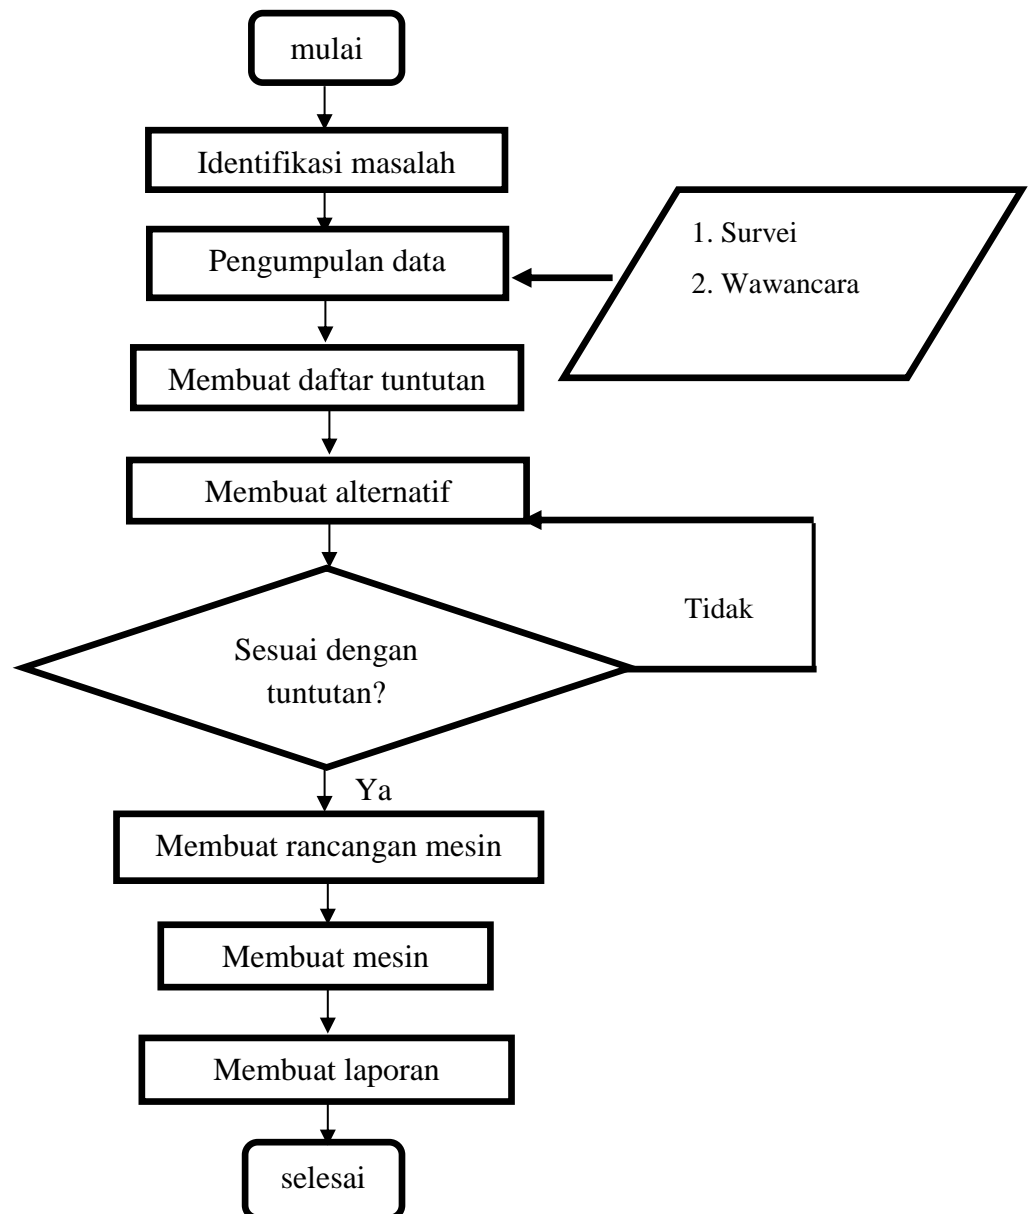 mulai
Identifikasi masalah
Pengumpulan data
1. Survei
2. Wawancara
Membuat daftar tuntutan
Membuat alternatif
Tidak
Sesuai dengan
tuntutan?
Ya
Membuat rancangan mesin
Membuat mesin
Membuat laporan
selesai